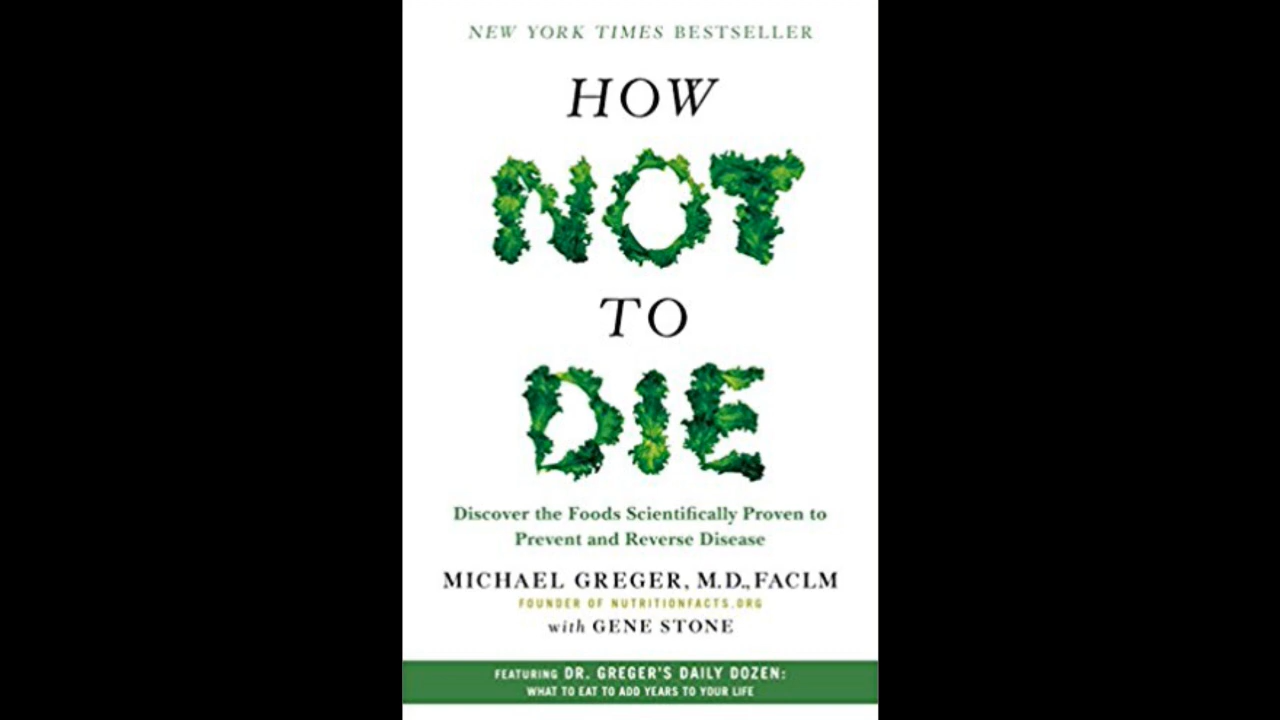 NEW YORK TIMES BESTSELLER
HOW
NOT
TO
DIE
Discover the Foods Scientifically Proven to
Prevent and Reverse Disease
MICHAEL GREGER, M.D., FACLM
FOUNDER OF NUTRITIONFACTS.ORG
with GENE STONE
FEATURING DR. GREGER'S DAILY DOZEN:
WHAT TO EAT TO ADD YEARS TO YOUR LIFE